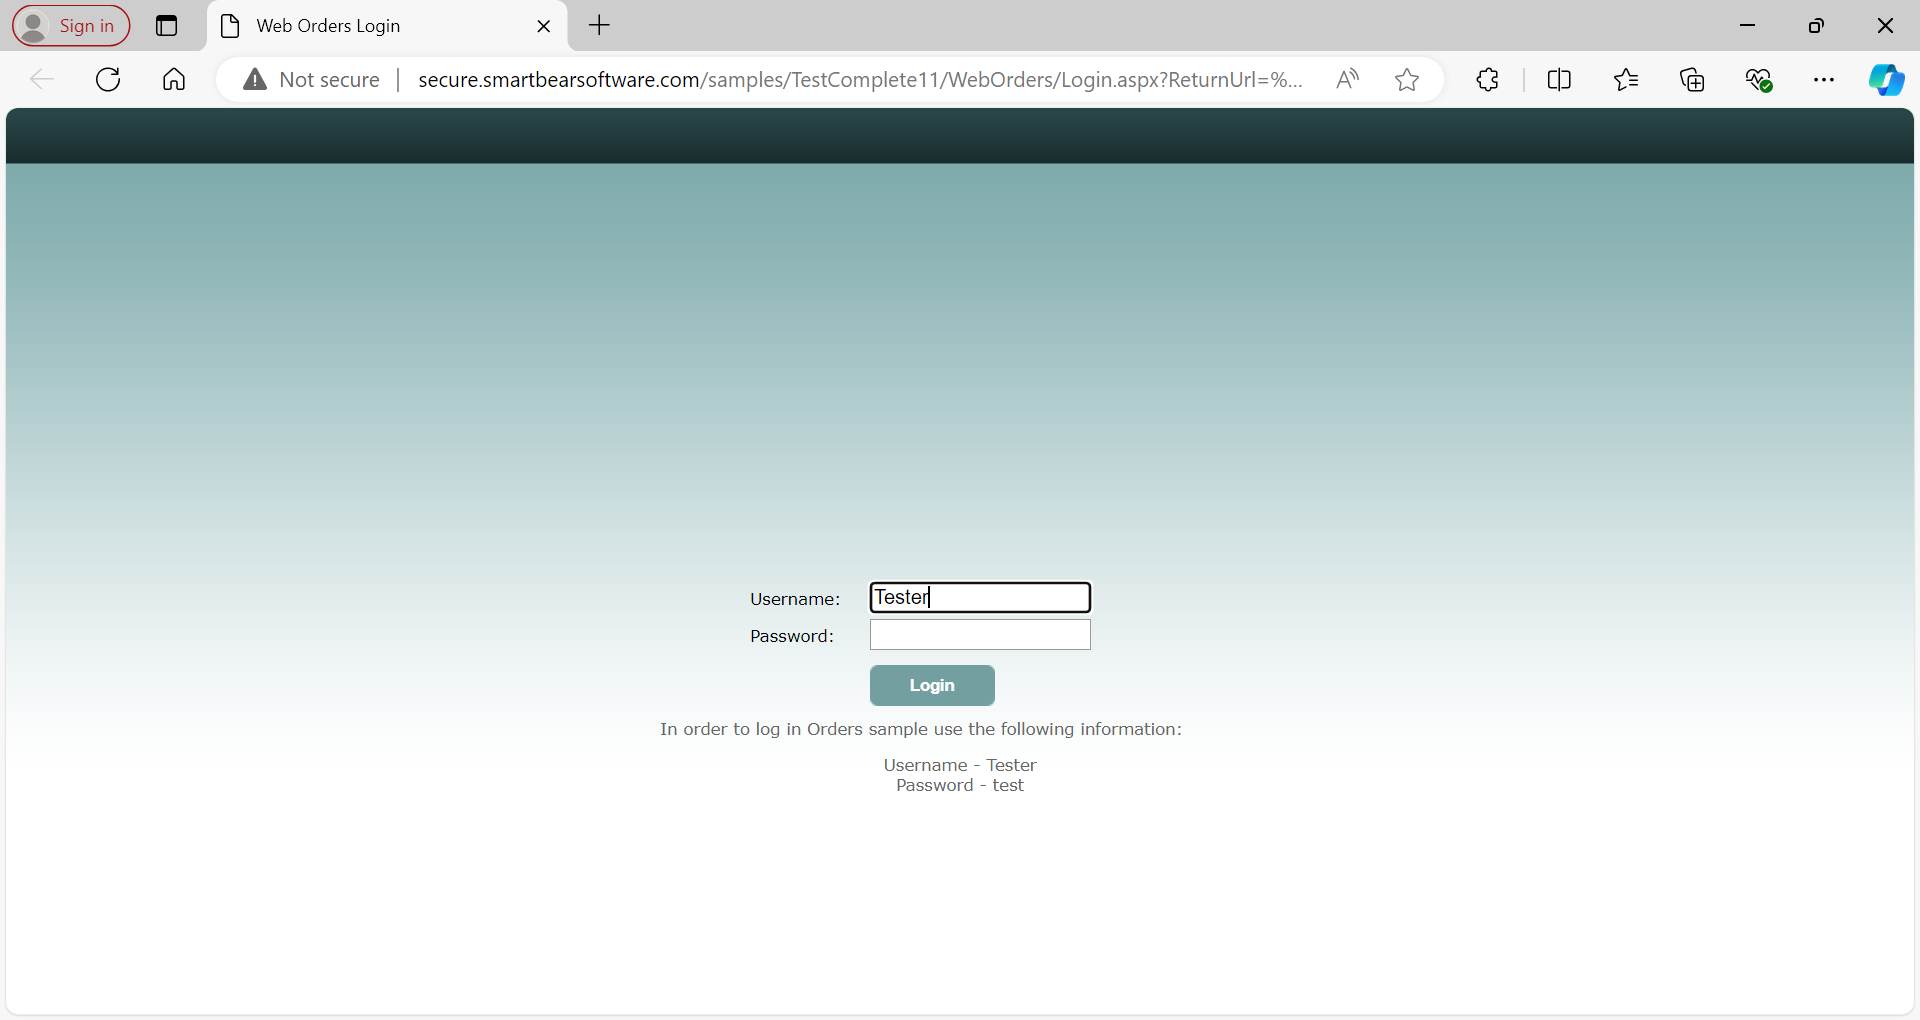 Sign in
Web Orders Login
Not secure
secure.smartbearsoftware.com/samples/TestComplete11/WebOrders/Login.aspx?ReturnUrl=%...
Username: Tester
Password:
Login
In order to log in Orders sample use the following information:
Username - Tester
Password - test